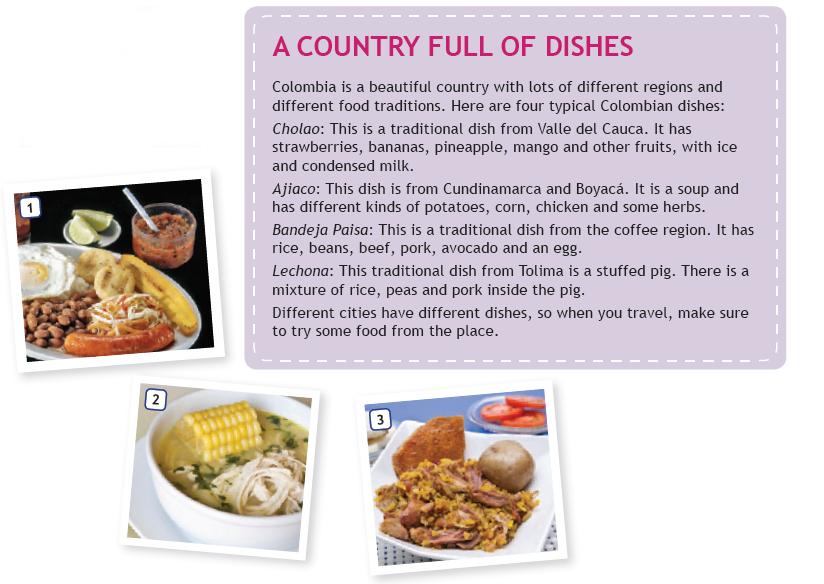 A COUNTRY FULL OF DISHES
Colombia is a beautiful country with lots of different regions and
different food traditions. Here are four typical Colombian dishes:
Cholao: This is a traditional dish from Valle del Cauca. It has
strawberries, bananas, pineapple, mango and other fruits, with ice
and condensed milk.
Ajiaco: This dish is from Cundinamarca and Boyacá. It is a soup and
has different kinds of potatoes, corn, chicken and some herbs.
Bandeja Paisa: This is a traditional dish from the coffee region. It has
rice, beans, beef, pork, avocado and an egg.
Lechona: This traditional dish from Tolima is a stuffed pig. There is a
mixture of rice, peas and pork inside the pig.
Different cities have different dishes, so when you travel, make sure
to try some food from the place.
1
2
3